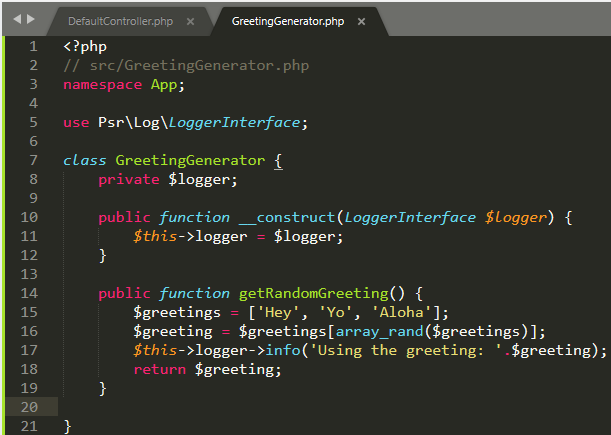 DefaultController.php × GreetingGenerator.php ×
1 <?php
2 // src/GreetingGenerator.php
3 namespace App;
4
5 use Psr\Log\LoggerInterface;
6
7 class GreetingGenerator {
8     private $logger;
9
10     public function __construct(LoggerInterface $logger) {
11         $this->logger = $logger;
12     }
13
14     public function getRandomGreeting() {
15         $greetings = ['Hey', 'Yo', 'Aloha'];
16         $greeting = $greetings[array_rand($greetings)];
17         $this->logger->info('Using the greeting: '.$greeting);
18         return $greeting;
19     }
20
21 }